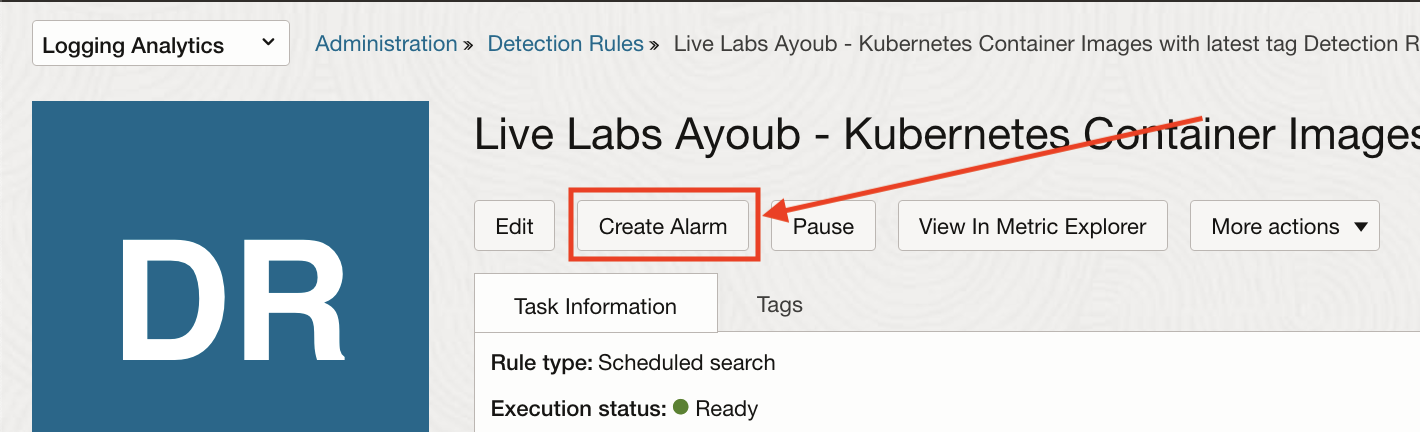 Logging Analytics
Administration » Detection Rules » Live Labs Ayoub - Kubernetes Container Images with latest tag Detection R
DR
Live Labs Ayoub - Kubernetes Container Images
Edit Create Alarm Pause View In Metric Explorer More actions
Task Information Tags
Rule type: Scheduled search
Execution status: Ready